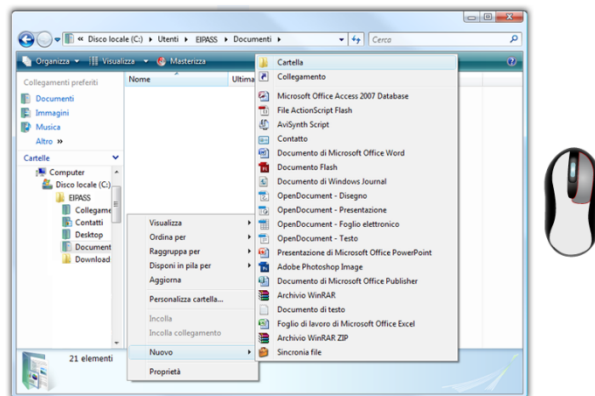 « Disco locale (C:) ▸ Utenti ▸ EIPASS ▸ Documenti ▸
Cerca
Organizza
Visualizza
Masterizza
Collegamenti preferiti
Documenti
Immagini
Musica
Altro »
Cartelle
Computer
Disco locale (C:)
EIPASS
Collegame
Contatti
Desktop
Document
Download
21 elementi
Nome
Ultima
Visualizza
Ordina per
Raggruppa per
Disponi in pila per
Aggiorna
Personalizza cartella...
Incolla
Incolla collegamento
Nuovo
Proprietà
Cartella
Collegamento
Microsoft Office Access 2007 Database
File ActionScript Flash
AviSynth Script
Contatto
Documento di Microsoft Office Word
Documento Flash
Documento di Windows Journal
OpenDocument - Disegno
OpenDocument - Presentazione
OpenDocument - Foglio elettronico
OpenDocument - Testo
Presentazione di Microsoft Office PowerPoint
Adobe Photoshop Image
Documento di Microsoft Office Publisher
Archivio WinRAR
Documento di testo
Foglio di lavoro di Microsoft Office Excel
Archivio WinRAR ZIP
Sincronia file